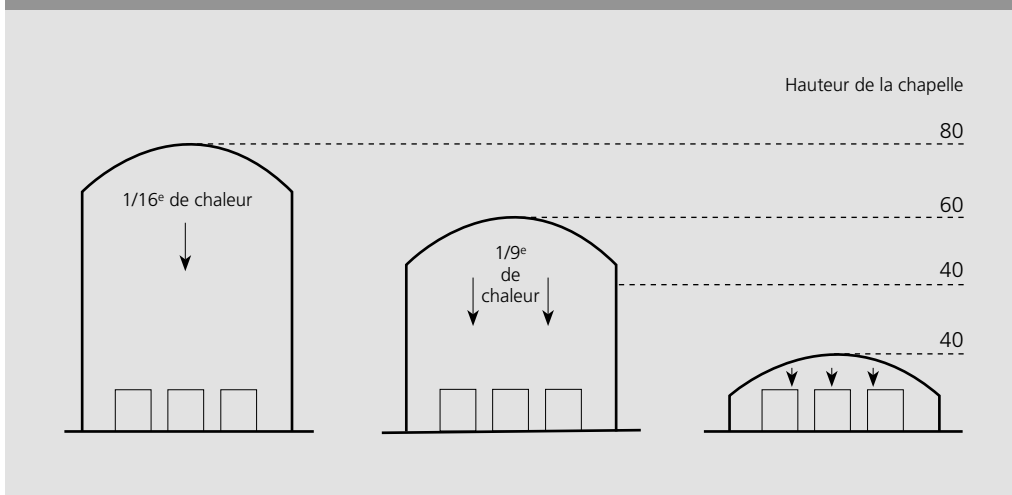 Hauteur de la chapelle
80
1/16e de chaleur
60
1/9e
de
chaleur
40
40